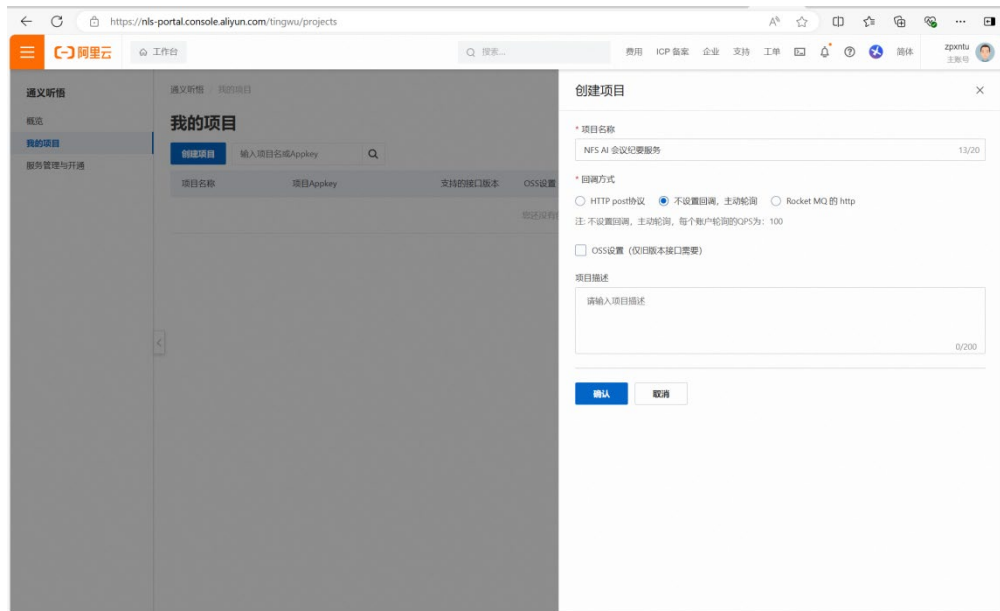 https://nls-portal.console.aliyun.com/tingwu/projects
阿里云
工作台
搜索...
费用 ICP 备案 企业 支持 工单 简体
zpxntu
主账号
通义听悟
概览
我的项目
服务管理与开通
通义听悟 / 我的项目
我的项目
创建项目 输入项目名或Appkey
项目名称 项目Appkey 支持的接口版本 OSS设置
您还没有
创建项目
* 项目名称
NFS AI 会议纪要服务 13/20
* 回调方式
HTTP post协议 不设置回调，主动轮询 Rocket MQ 的 http
注: 不设置回调，主动轮询，每个账户轮询的QPS为：100
OSS设置（仅旧版本接口需要）
项目描述
请输入项目描述
0/200
确认 取消